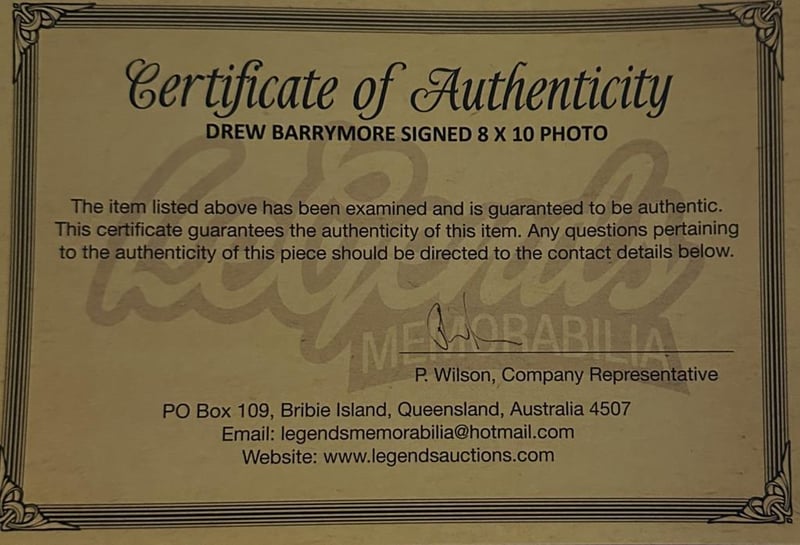 Certificate of Authenticity
DREW BARRYMORE SIGNED 8 X 10 PHOTO
The item listed above has been examined and is guaranteed to be authentic.
This certificate guarantees the authenticity of this item. Any questions pertaining
to the authenticity of this piece should be directed to the contact details below.
Legends
MEMORABILIA
P. Wilson, Company Representative
PO Box 109, Bribie Island, Queensland, Australia 4507
Email: legendsmemorabilia@hotmail.com
Website: www.legendsauctions.com